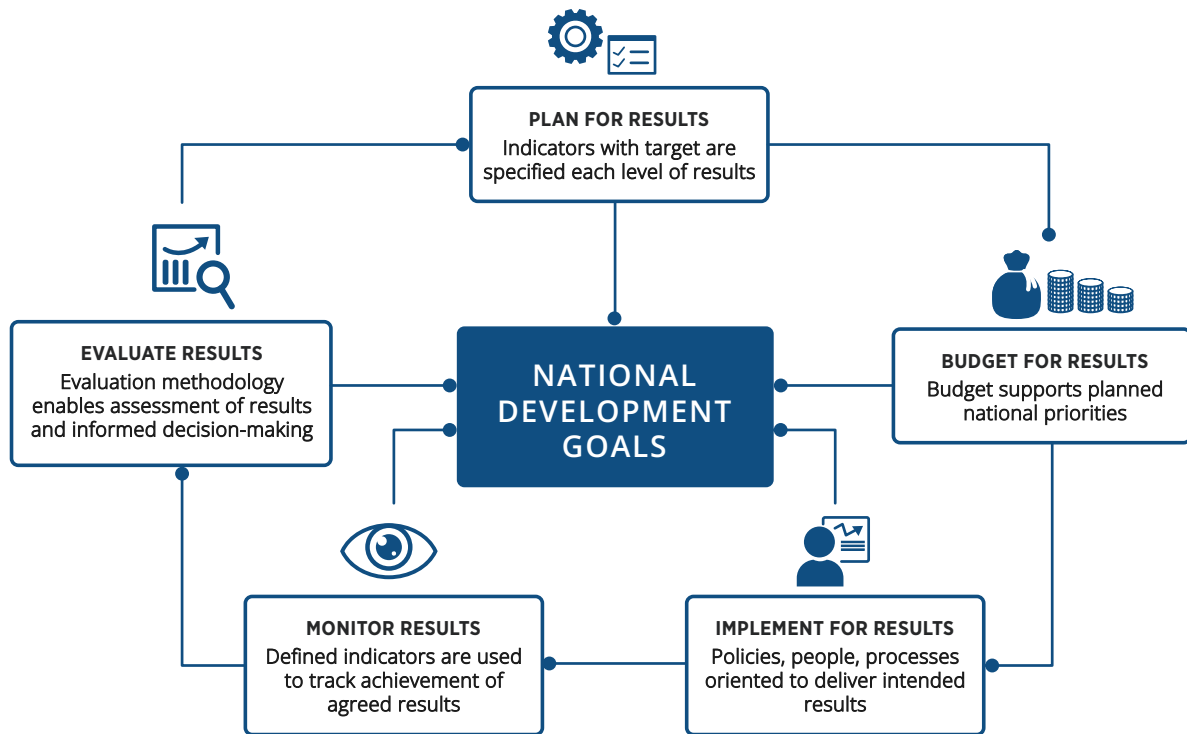 PLAN FOR RESULTS
Indicators with target are
specified each level of results
EVALUATE RESULTS
Evaluation methodology
enables assessment of results
and informed decision-making
NATIONAL
DEVELOPMENT
GOALS
BUDGET FOR RESULTS
Budget supports planned
national priorities
MONITOR RESULTS
Defined indicators are used
to track achievement of
agreed results
IMPLEMENT FOR RESULTS
Policies, people, processes
oriented to deliver intended
results